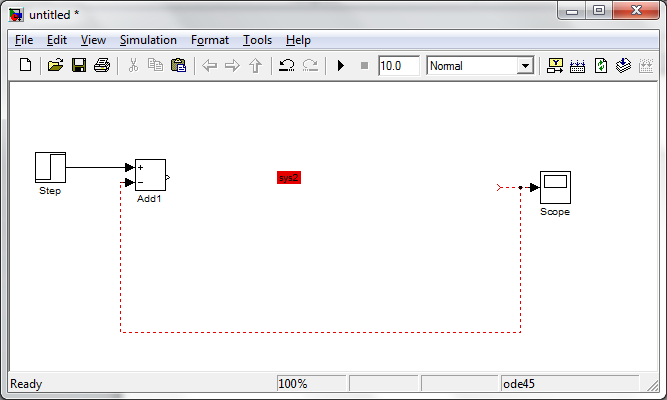 untitled *
File Edit View Simulation Format Tools Help
10.0 Normal
+
−
Step
Add1
sys2
Scope
Ready 100% ode45